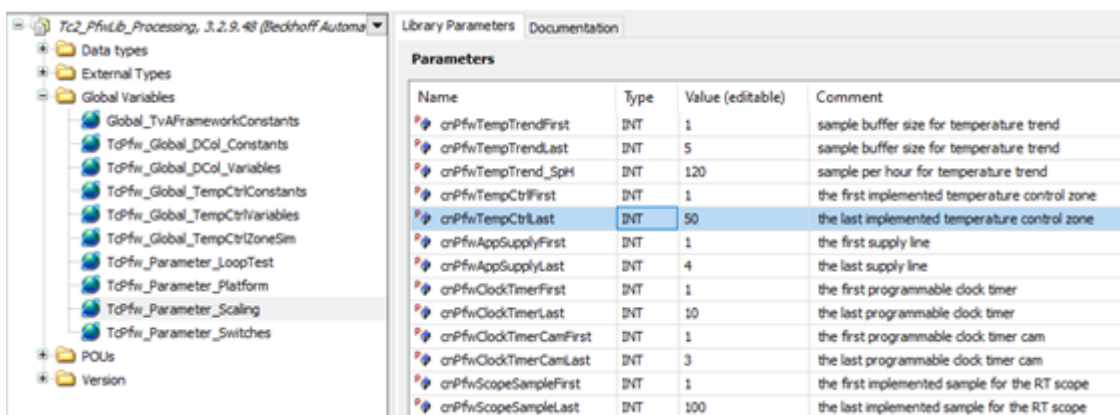 Tc2_PfwLib_Processing, 3.2.9.48 (Beckhoff Automa
Data types
External Types
Global Variables
Global_TvAFrameworkConstants
TcPfw_Global_DCol_Constants
TcPfw_Global_DCol_Variables
TcPfw_Global_TempCtrlConstants
TcPfw_Global_TempCtrlVariables
TcPfw_Global_TempCtrlZoneSim
TcPfw_Parameter_LoopTest
TcPfw_Parameter_Platform
TcPfw_Parameter_Scaling
TcPfw_Parameter_Switches
POUs
Version
Library Parameters Documentation
Parameters
Name Type Value (editable) Comment
cnPfwTempTrendFirst INT 1 sample buffer size for temperature trend
cnPfwTempTrendLast INT 5 sample buffer size for temperature trend
cnPfwTempTrend_SpH INT 120 sample per hour for temperature trend
cnPfwTempCtrlFirst INT 1 the first implemented temperature control zone
cnPfwTempCtrlLast INT 50 the last implemented temperature control zone
cnPfwAppSupplyFirst INT 1 the first supply line
cnPfwAppSupplyLast INT 4 the last supply line
cnPfwClockTimerFirst INT 1 the first programmable clock timer
cnPfwClockTimerLast INT 10 the last programmable clock timer
cnPfwClockTimerCamFirst INT 1 the first programmable clock timer cam
cnPfwClockTimerCamLast INT 3 the last programmable clock timer cam
cnPfwScopeSampleFirst INT 1 the first implemented sample for the RT scope
cnPfwScopeSampleLast INT 100 the last implemented sample for the RT scope